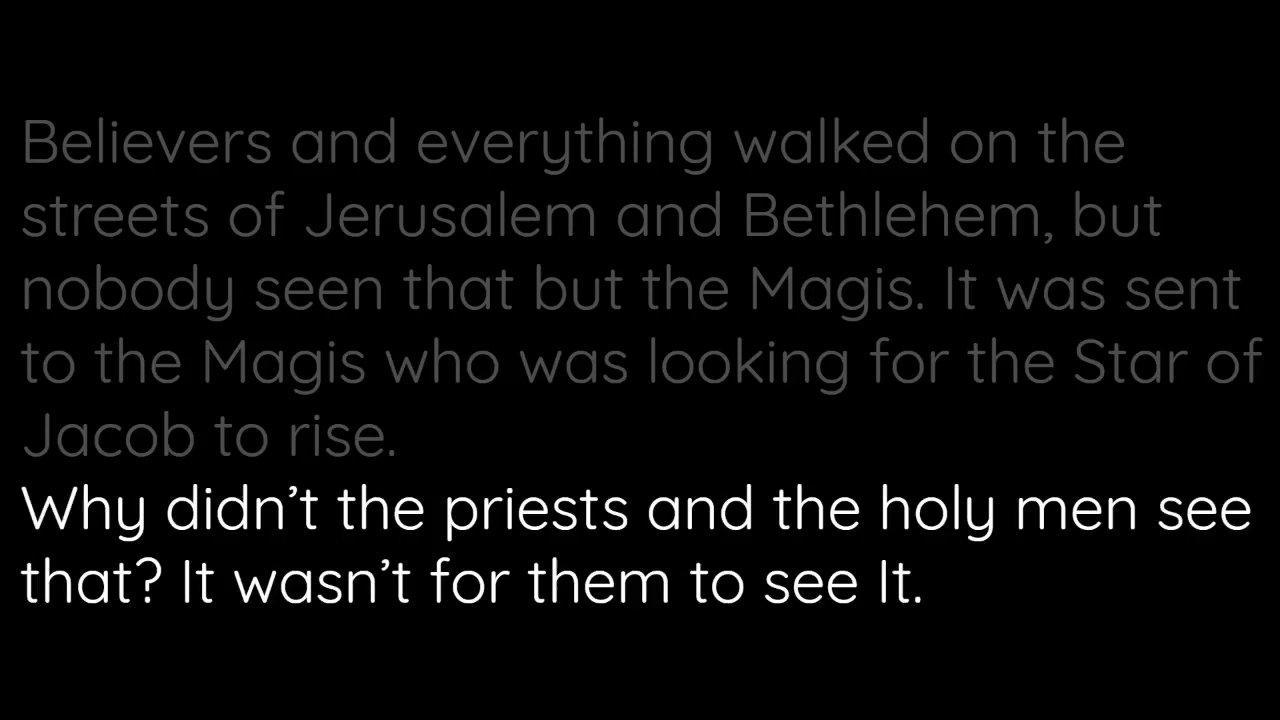 Believers and everything walked on the
streets of Jerusalem and Bethlehem, but
nobody seen that but the Magis. It was sent
to the Magis who was looking for the Star of
Jacob to rise.
Why didn’t the priests and the holy men see
that? It wasn’t for them to see It.